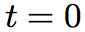 t = 0